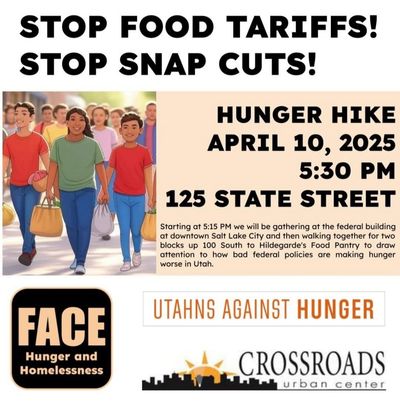 STOP FOOD TARIFFS!
STOP SNAP CUTS!
HUNGER HIKE
APRIL 10, 2025
5:30 PM
125 STATE STREET
Starting at 5:15 PM we will be gathering at the federal building
at downtown Salt Lake City and then walking together for two
blocks up 100 South to Hildegarde's Food Pantry to draw
attention to how bad federal policies are making hunger
worse in Utah.
FACE
Hunger and
Homelessness
UTAHNS AGAINST HUNGER
CROSSROADS
urban center